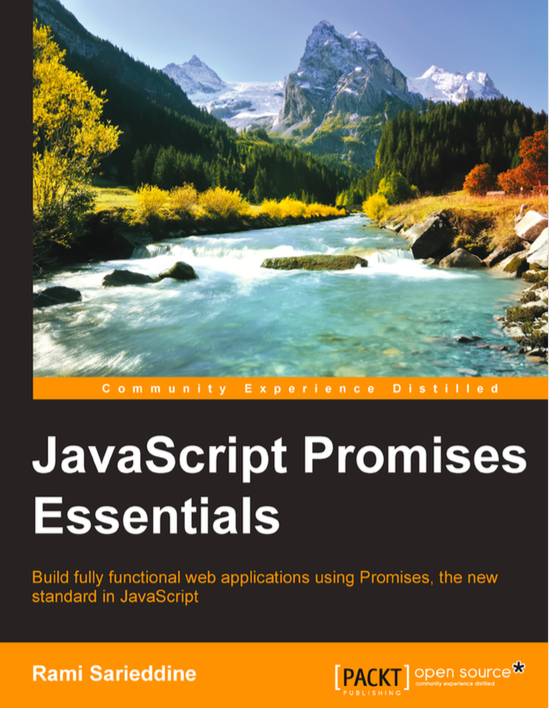 Community Experience Distilled
JavaScript Promises
Essentials
Build fully functional web applications using Promises, the new
standard in JavaScript
Rami Sarieddine
[PACKT] open source*
PUBLISHING community experience distilled